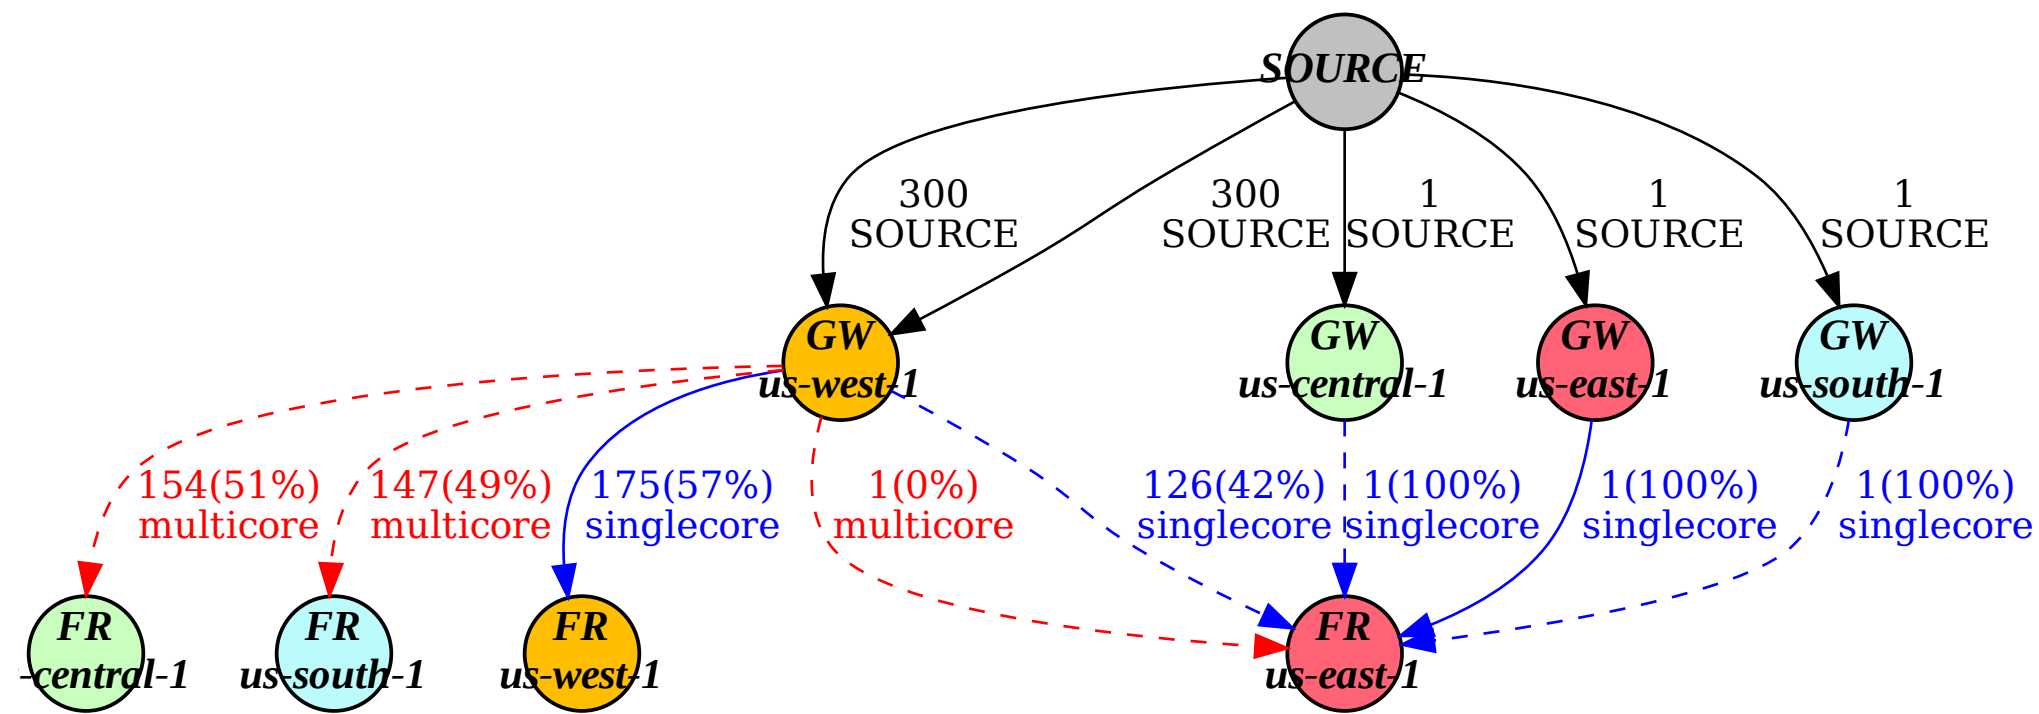 SOURCE
300
SOURCE
300
SOURCE
1
SOURCE
1
SOURCE
1
SOURCE
GW
us-west-1
GW
us-central-1
GW
us-east-1
GW
us-south-1
154(51%)
multicore
147(49%)
multicore
175(57%)
singlecore
1(0%)
multicore
126(42%)
singlecore
1(100%)
singlecore
1(100%)
singlecore
1(100%)
singlecore
FR
-central-1
FR
us-south-1
FR
us-west-1
FR
us-east-1